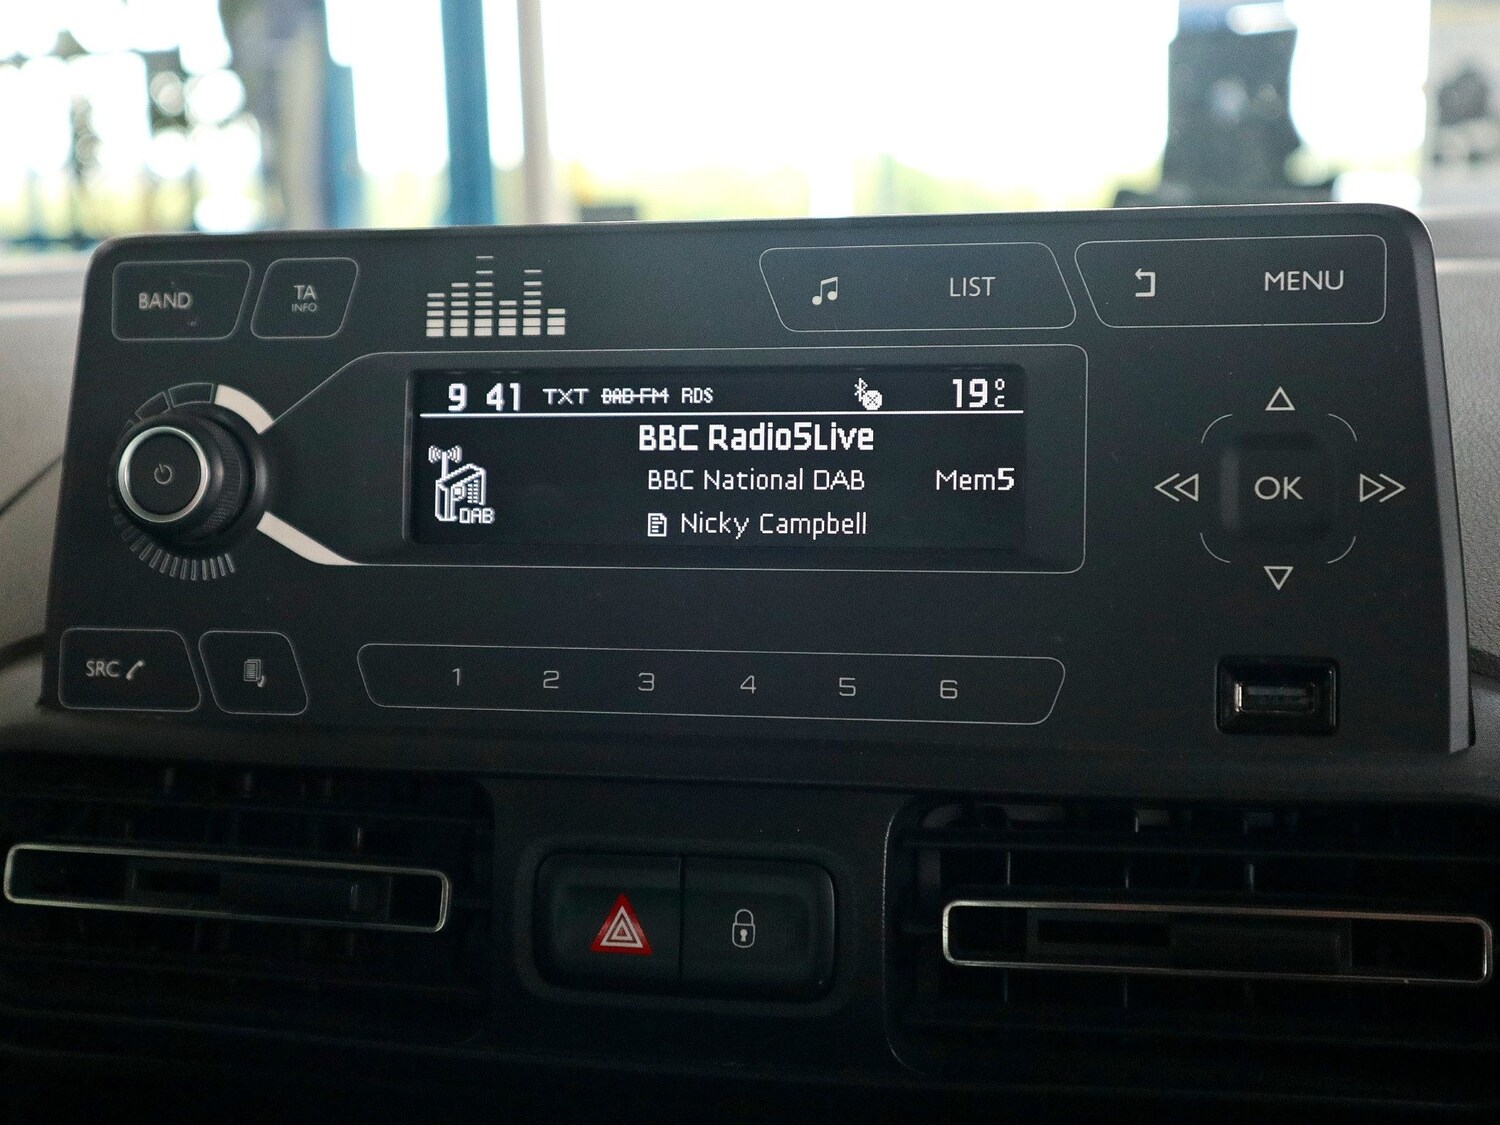 BAND
TA
INFO
LIST
MENU
9 41 TXT DAB-FM RDS 19°C
BBC Radio5Live
BBC National DAB Mem5
DAB
Nicky Campbell
OK
SRC
1 2 3 4 5 6